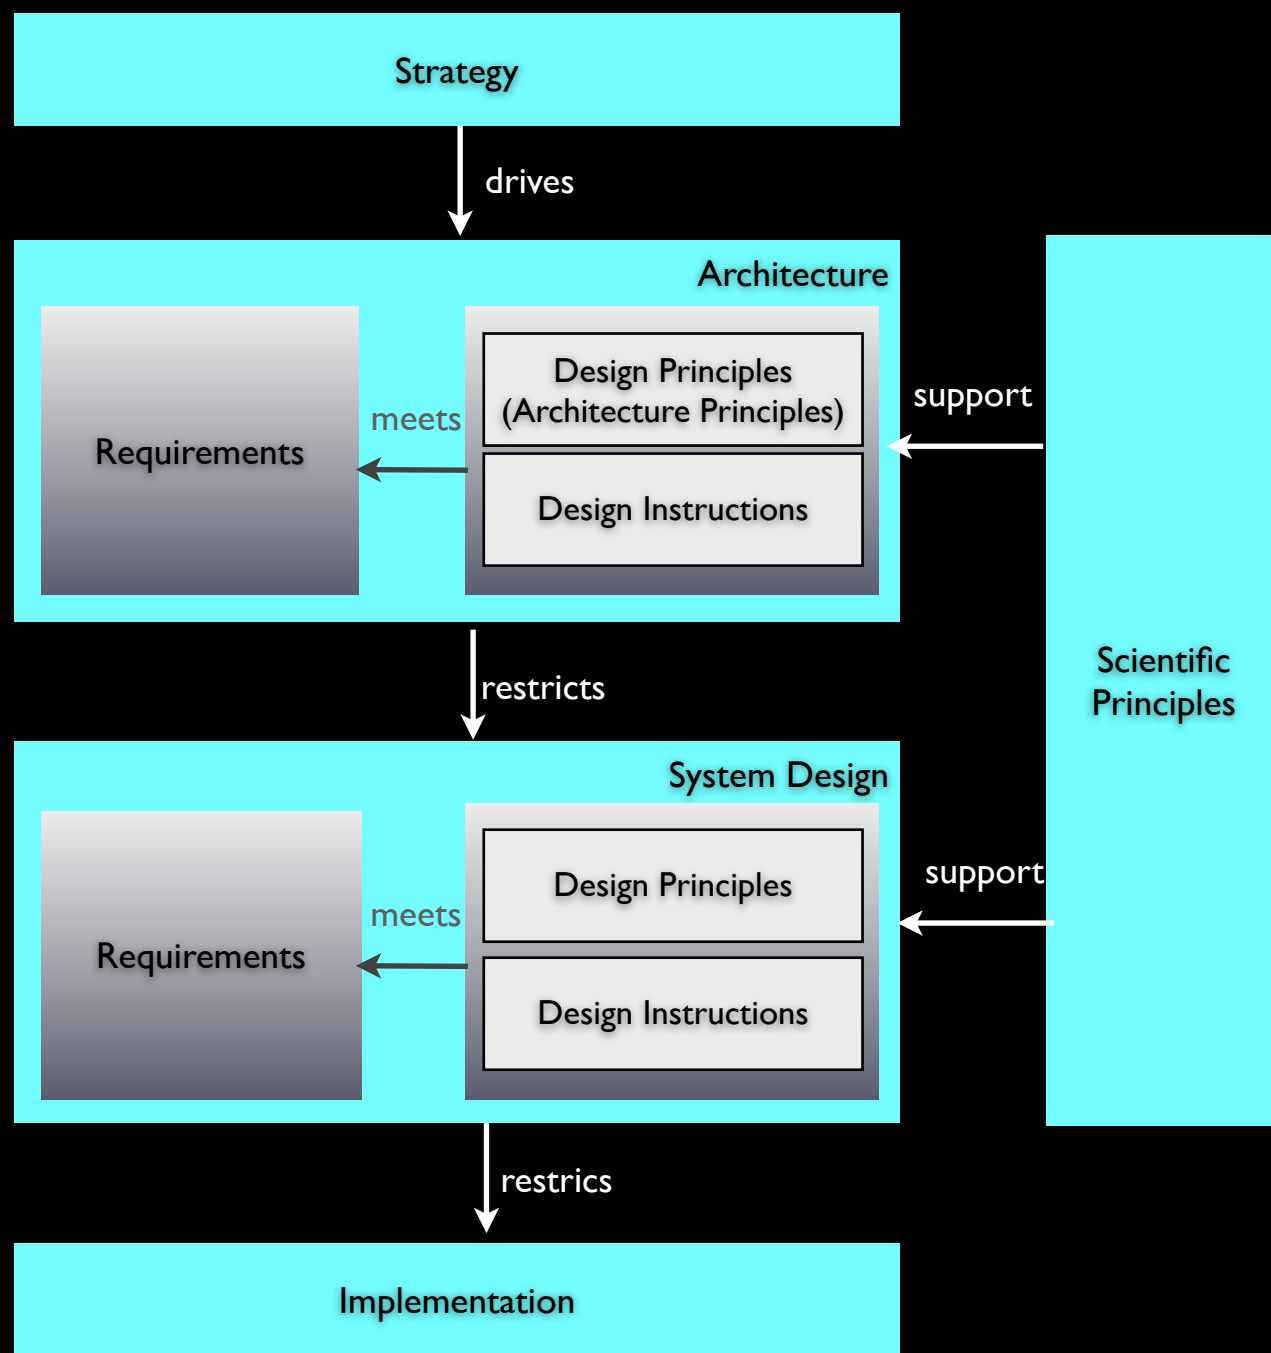 Strategy
drives
Architecture
Requirements
meets
Design Principles
(Architecture Principles)
Design Instructions
support
restricts
Scientific
Principles
System Design
Requirements
meets
Design Principles
Design Instructions
support
restrics
Implementation